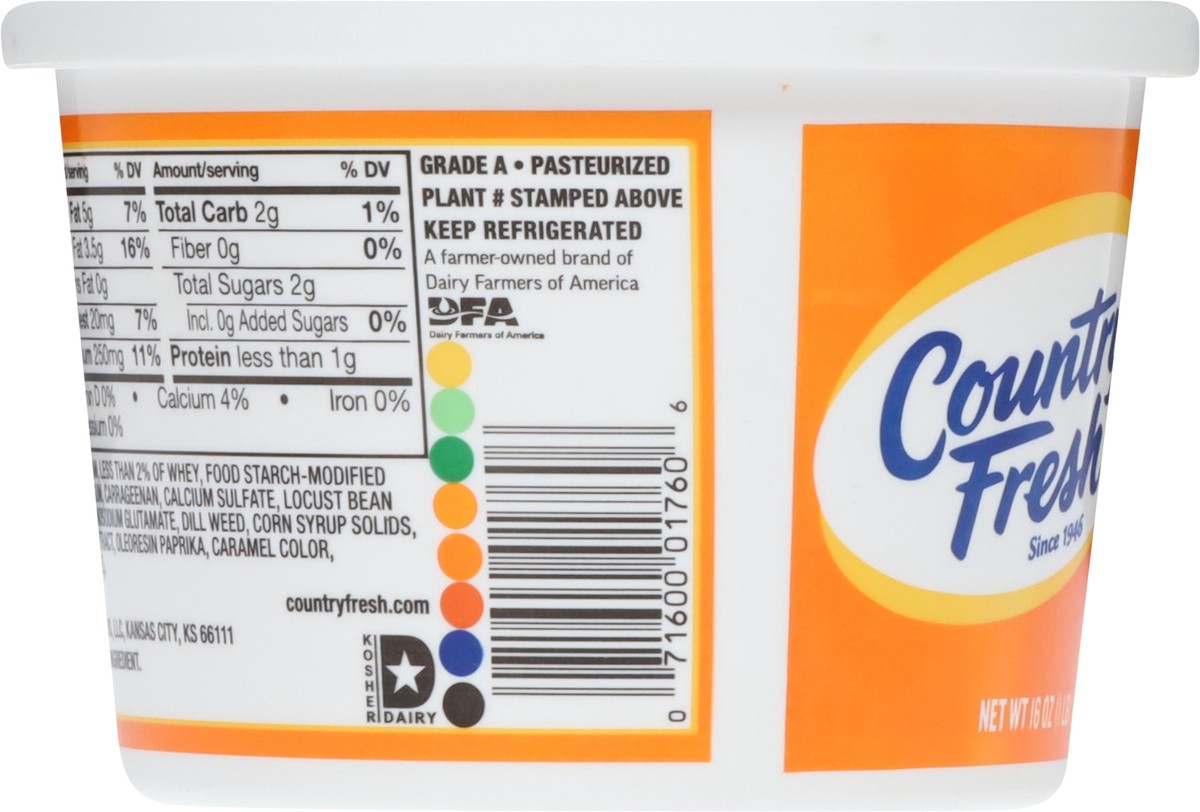 % DV
Fat 5g 7%
Fat 3.5g 16%
Fat 0g
20mg 7%
250mg 11%
D 0% • Calcium 4% • Iron 0%
0%
Amount/serving % DV
Total Carb 2g 1%
Fiber 0g 0%
Total Sugars 2g
Incl. 0g Added Sugars 0%
Protein less than 1g
LESS THAN 2% OF WHEY, FOOD STARCH-MODIFIED
CARRAGEENAN, CALCIUM SULFATE, LOCUST BEAN
GLUTAMATE, DILL WEED, CORN SYRUP SOLIDS,
OLEORESIN PAPRIKA, CARAMEL COLOR,
countryfresh.com
LLC, KANSAS CITY, KS 66111
KOSHER
D
DAIRY
GRADE A • PASTEURIZED
PLANT # STAMPED ABOVE
KEEP REFRIGERATED
A farmer-owned brand of
Dairy Farmers of America
DFA
Dairy Farmers of America
0 71600 01760 6
Country
Fresh
Since 1946
NET WT 16 OZ (1 LB